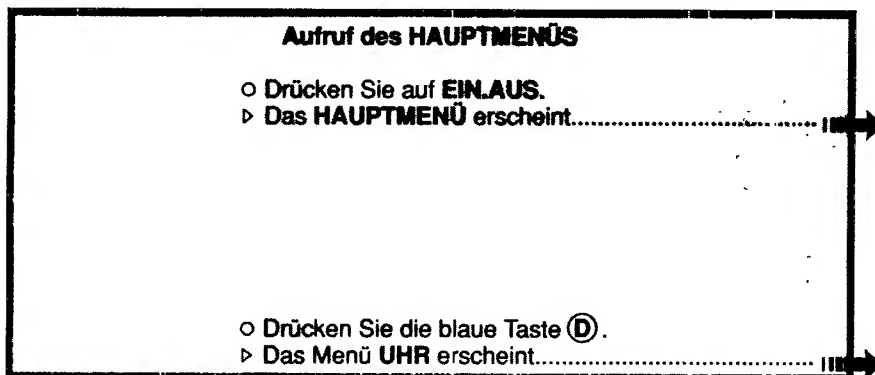 Aufruf des HAUPTMENÜS
○ Drücken Sie auf EIN.AUS.
▷ Das HAUPTMENÜ erscheint........................................
○ Drücken Sie die blaue Taste Ⓓ.
▷ Das Menü UHR erscheint.............................................